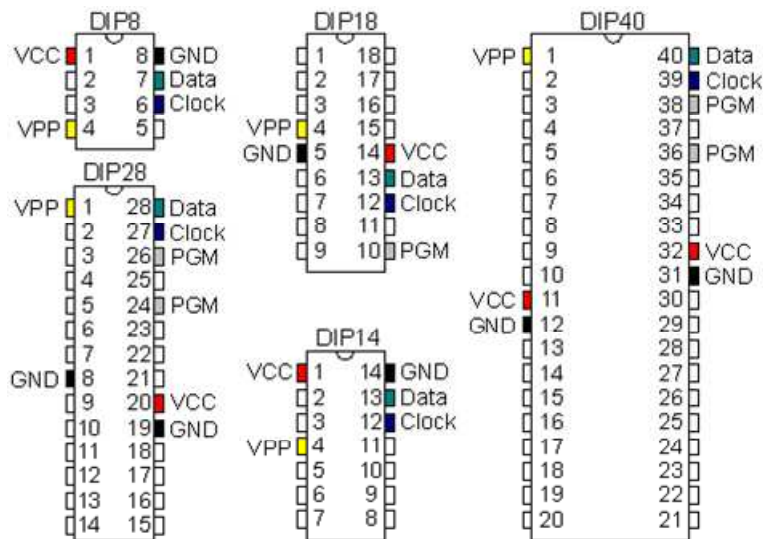 DIP8
VCC 1 8 GND
2 7 Data
3 6 Clock
VPP 4 5
DIP18
1 18
2 17
3 16
VPP 4 15
GND 5 14 VCC
6 13 Data
7 12 Clock
8 11
9 10 PGM
DIP40
VPP 1 40 Data
2 39 Clock
3 38 PGM
4 37
5 36 PGM
6 35
7 34
8 33
9 32 VCC
10 31 GND
VCC 11 30
GND 12 29
13 28
14 27
15 26
16 25
17 24
18 23
19 22
20 21
DIP28
VPP 1 28 Data
2 27 Clock
3 26 PGM
4 25
5 24 PGM
6 23
7 22
GND 8 21
9 20 VCC
10 19 GND
11 18
12 17
13 16
14 15
DIP14
VCC 1 14 GND
2 13 Data
3 12 Clock
VPP 4 11
5 10
6 9
7 8